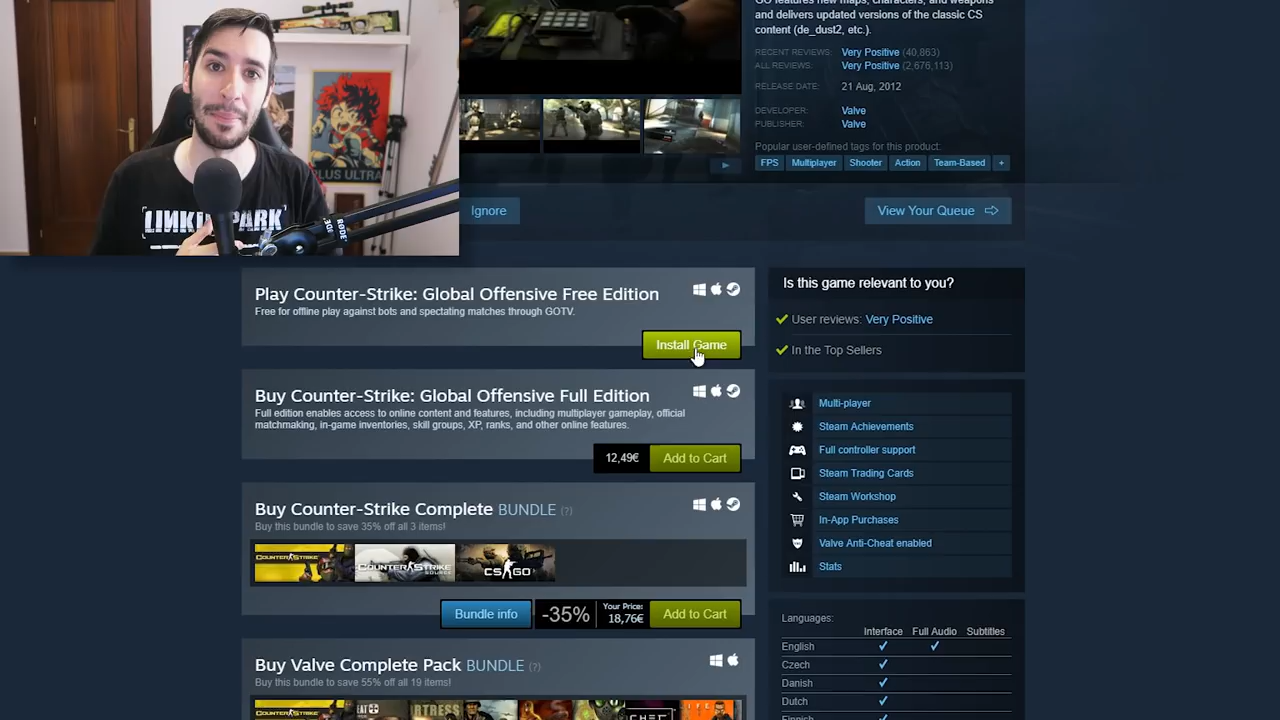 GO features new maps, characters, and weapons
and delivers updated versions of the classic CS
content (de_dust2, etc.).
RECENT REVIEWS: Very Positive (40,863)
ALL REVIEWS: Very Positive (2,676,113)
RELEASE DATE: 21 Aug, 2012
DEVELOPER: Valve
PUBLISHER: Valve
Popular user-defined tags for this product:
FPS Multiplayer Shooter Action Team-Based +
PLUS ULTRA
LINKIN PARK
RØDE
RØDE
Ignore
View Your Queue
Play Counter-Strike: Global Offensive Free Edition
Free for offline play against bots and spectating matches through GOTV.
Install Game
Buy Counter-Strike: Global Offensive Full Edition
Full edition enables access to online content and features, including multiplayer gameplay, official
matchmaking, in-game inventories, skill groups, XP, ranks, and other online features.
12,49€ Add to Cart
Buy Counter-Strike Complete BUNDLE (?)
Buy this bundle to save 35% off all 3 items!
COUNTER-STRIKE
COUNTER-STRIKE
SOURCE
CS:GO
Bundle info -35% Your Price:
18,76€ Add to Cart
Buy Valve Complete Pack BUNDLE (?)
Buy this bundle to save 55% off all 19 items!
COUNTER-STRIKE
Is this game relevant to you?
User reviews: Very Positive
In the Top Sellers
Multi-player
Steam Achievements
Full controller support
Steam Trading Cards
Steam Workshop
In-App Purchases
Valve Anti-Cheat enabled
Stats
Languages:
Interface Full Audio Subtitles
English
Czech
Danish
Dutch
Finnish